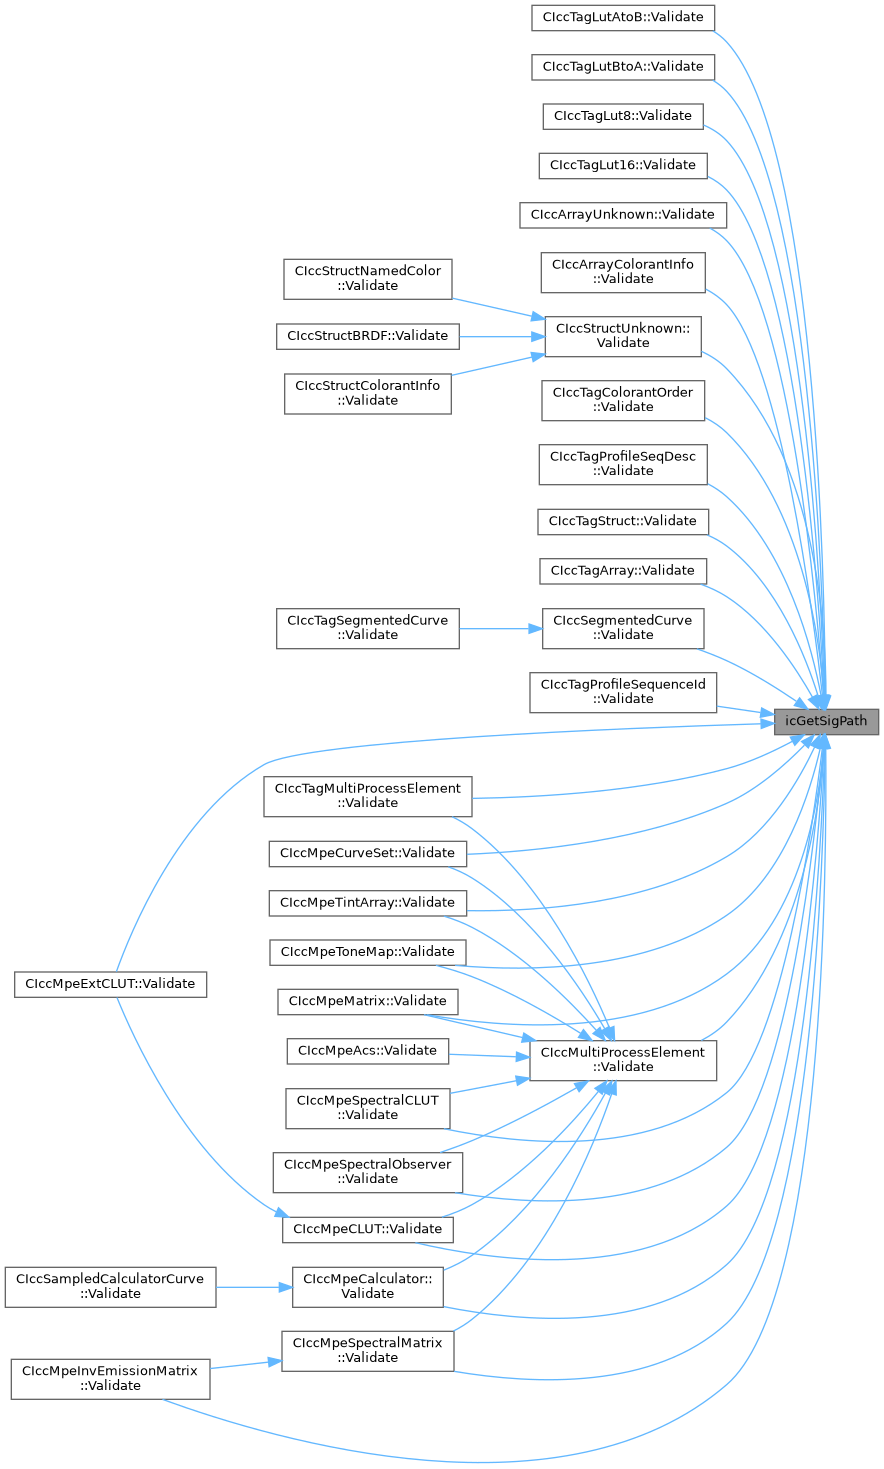 CIccTagLutAtoB::Validate
CIccTagLutBtoA::Validate
CIccTagLut8::Validate
CIccTagLut16::Validate
CIccArrayUnknown::Validate
CIccArrayColorantInfo
::Validate
CIccStructNamedColor
::Validate
CIccStructUnknown::
Validate
CIccStructBRDF::Validate
CIccStructColorantInfo
::Validate
CIccTagColorantOrder
::Validate
CIccTagProfileSeqDesc
::Validate
CIccTagStruct::Validate
CIccTagArray::Validate
CIccTagSegmentedCurve
::Validate
CIccSegmentedCurve
::Validate
CIccTagProfileSequenceId
::Validate
icGetSigPath
CIccTagMultiProcessElement
::Validate
CIccMpeCurveSet::Validate
CIccMpeTintArray::Validate
CIccMpeToneMap::Validate
CIccMpeExtCLUT::Validate
CIccMpeMatrix::Validate
CIccMpeAcs::Validate
CIccMultiProcessElement
::Validate
CIccMpeSpectralCLUT
::Validate
CIccMpeSpectralObserver
::Validate
CIccMpeCLUT::Validate
CIccSampledCalculatorCurve
::Validate
CIccMpeCalculator::
Validate
CIccMpeSpectralMatrix
::Validate
CIccMpeInvEmissionMatrix
::Validate